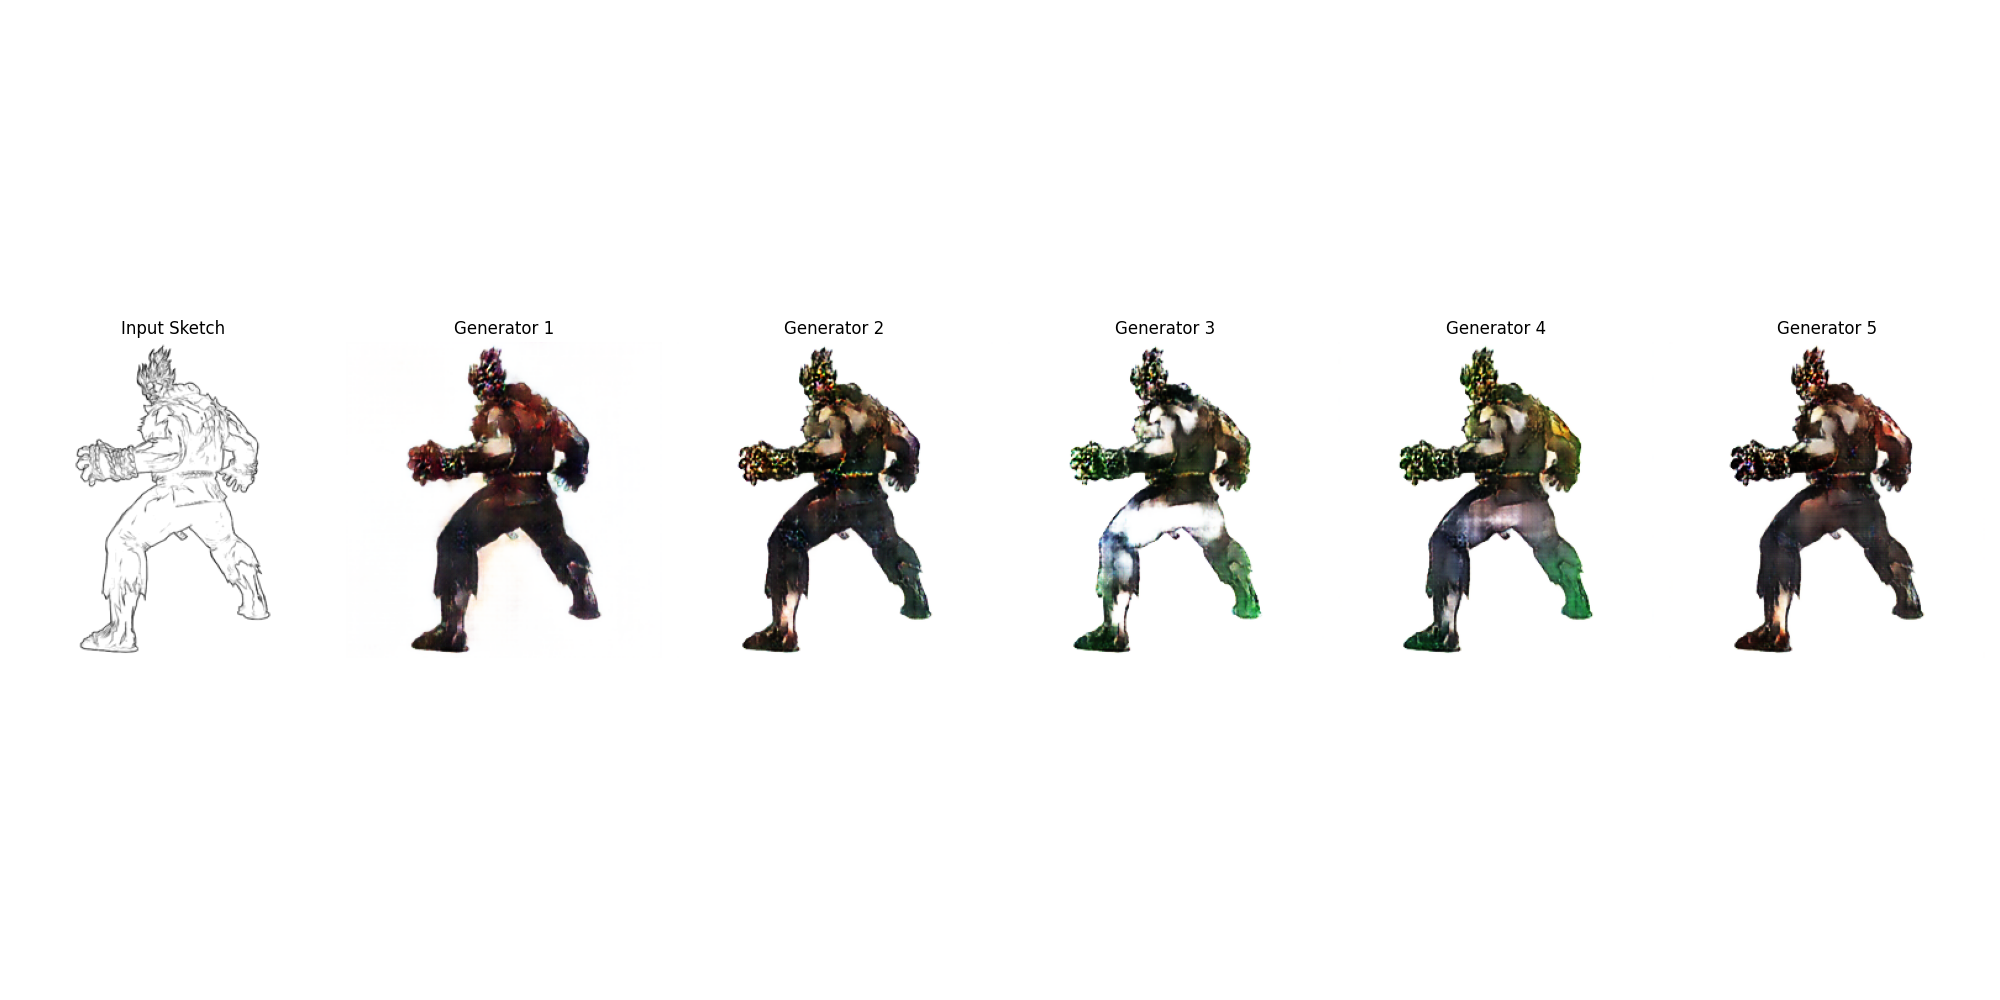 Input Sketch
Generator 1
Generator 2
Generator 3
Generator 4
Generator 5